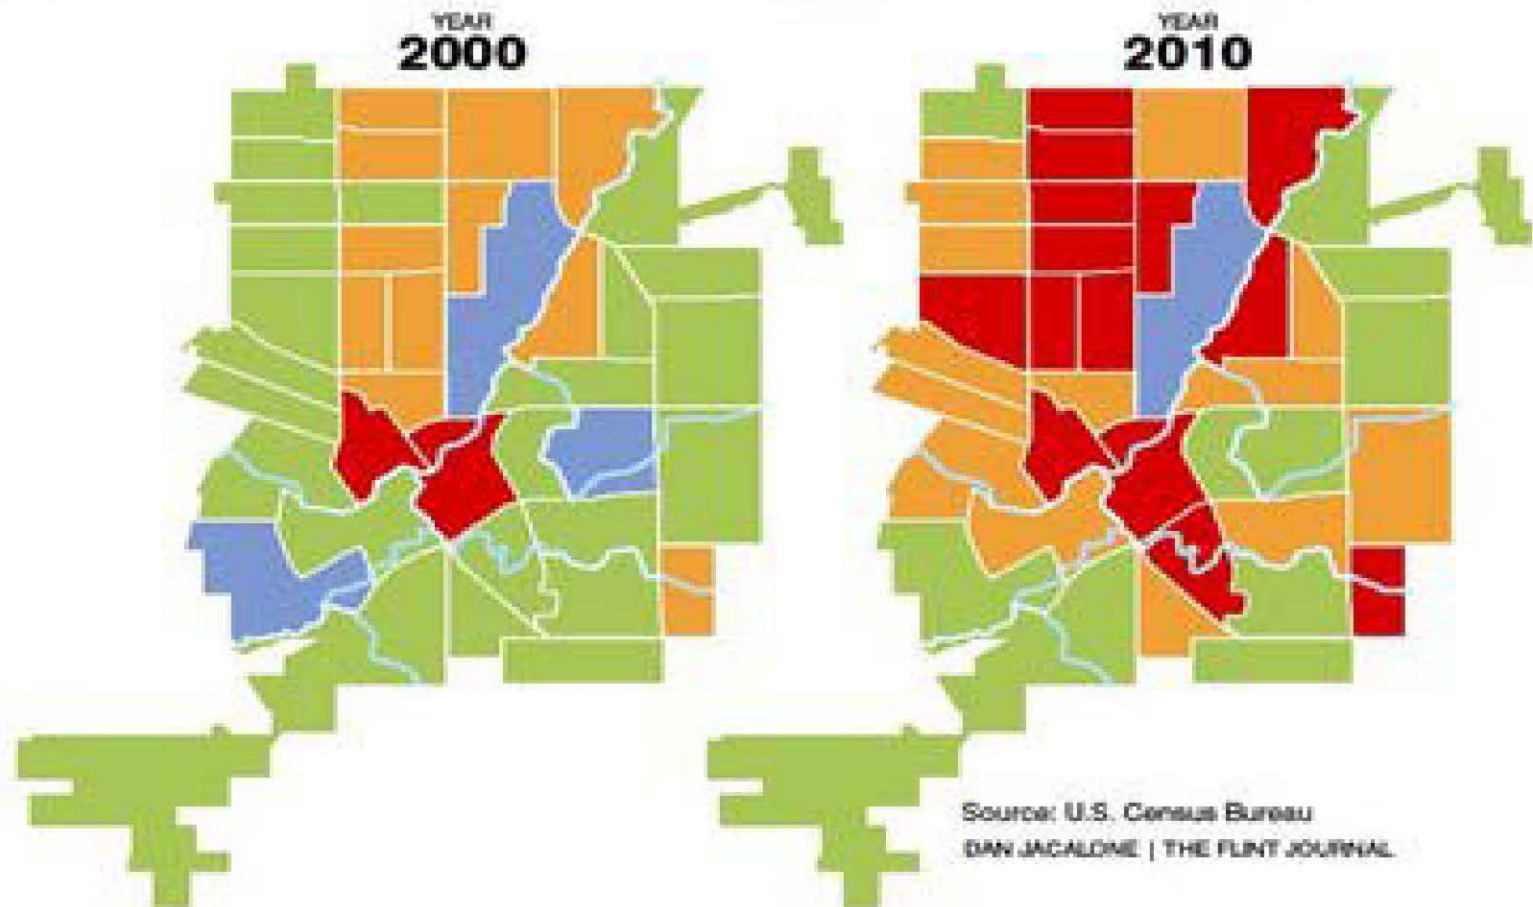 YEAR
2000
YEAR
2010
Source: U.S. Census Bureau
DAN JACALONE | THE FLINT JOURNAL